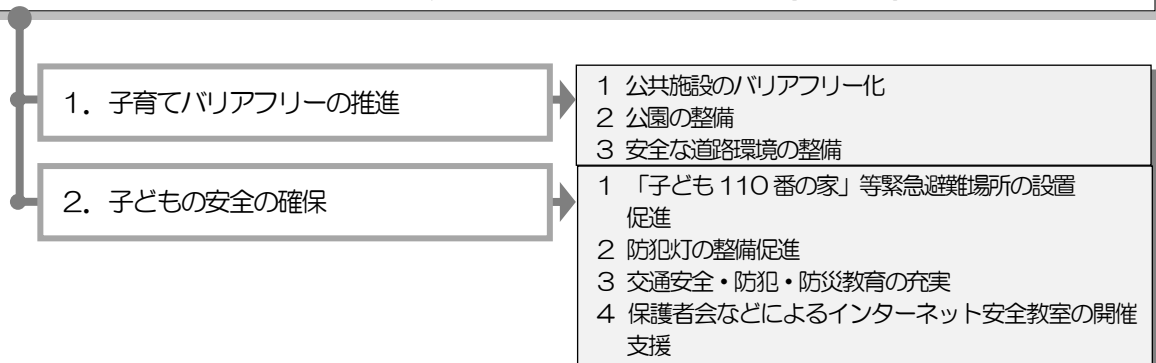 1．子育てバリアフリーの推進
1 公共施設のバリアフリー化
2 公園の整備
3 安全な道路環境の整備
2．子どもの安全の確保
1 「子ども110番の家」等緊急避難場所の設置
促進
2 防犯灯の整備促進
3 交通安全・防犯・防災教育の充実
4 保護者会などによるインターネット安全教室の開催
支援